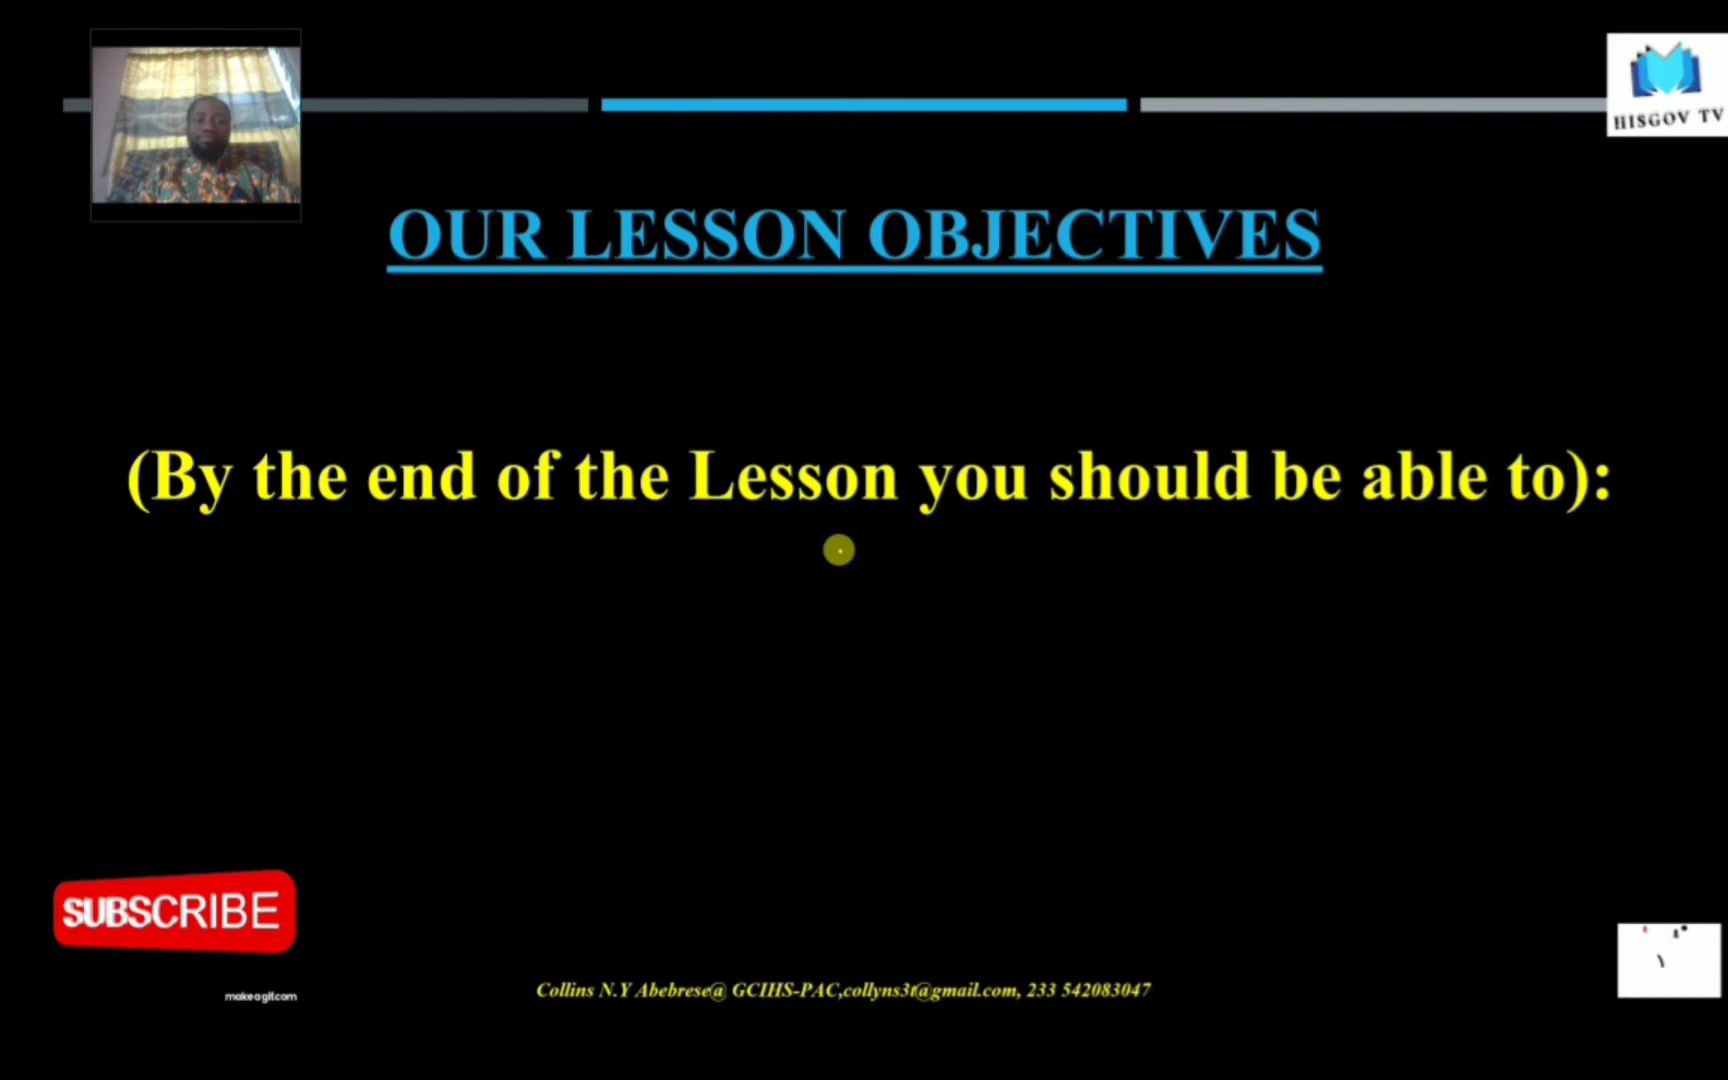 HISGOV TV
OUR LESSON OBJECTIVES
(By the end of the Lesson you should be able to):
SUBSCRIBE
makeagif.com
Collins N.Y Abebrese@ GCIHS-PAC,collyns3t@gmail.com, 233 542083047